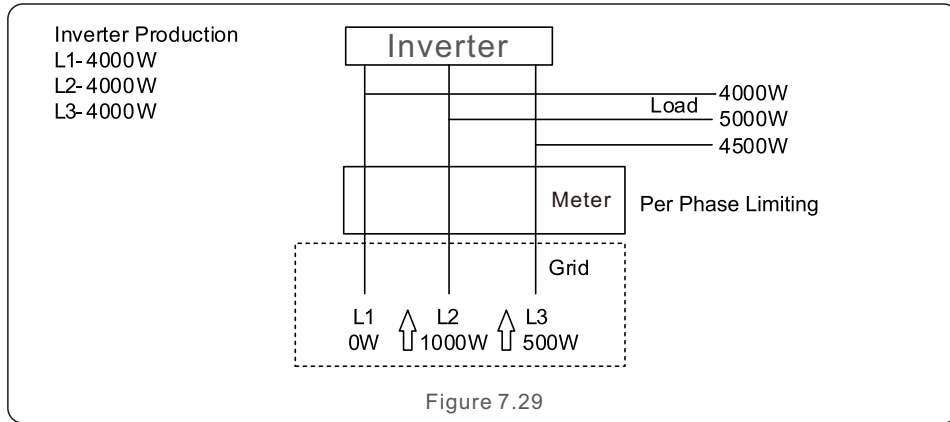 Inverter Production
L1-4000W
L2-4000W
L3-4000W
Inverter
Load
4000W
5000W
4500W
Meter
Per Phase Limiting
Grid
L1 L2 L3
0W 1000W 500W
Figure 7.29